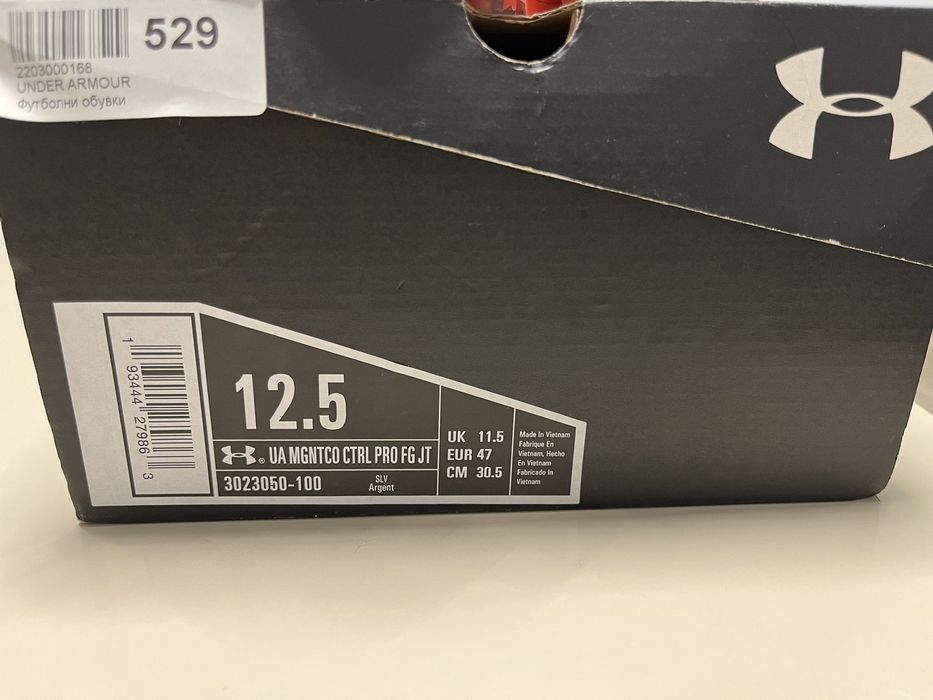 529
2203000168
UNDER ARMOUR
Футболни обувки
1 93444 27986 3
12.5
® UA MGNTCO CTRL PRO FG JT
3023050-100
SLV
Argent
UK 11.5
EUR 47
CM 30.5
Made In Vietnam
Fabrique En
Vietnam, Hecho
En Vietnam
Fabricado In
Vietnam